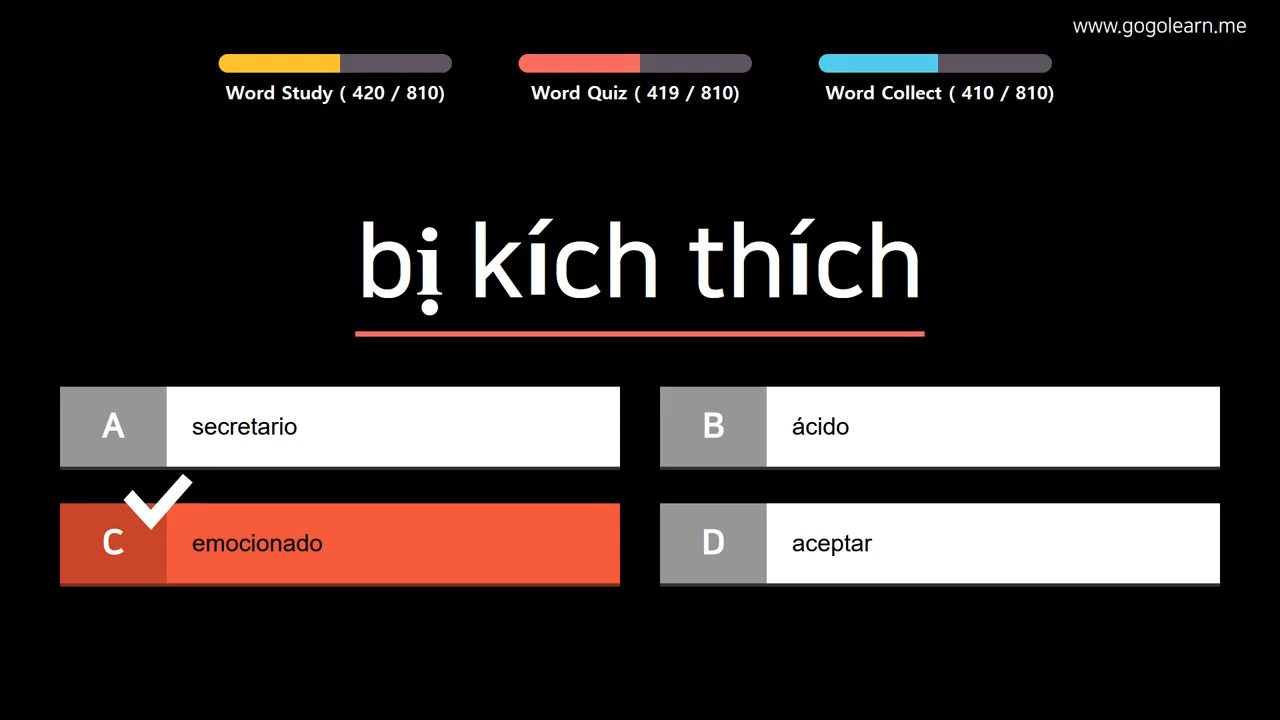 www.gogolearn.me
Word Study ( 420 / 810)
Word Quiz ( 419 / 810)
Word Collect ( 410 / 810)
bị kích thích
A secretario
B ácido
C emocionado
D aceptar